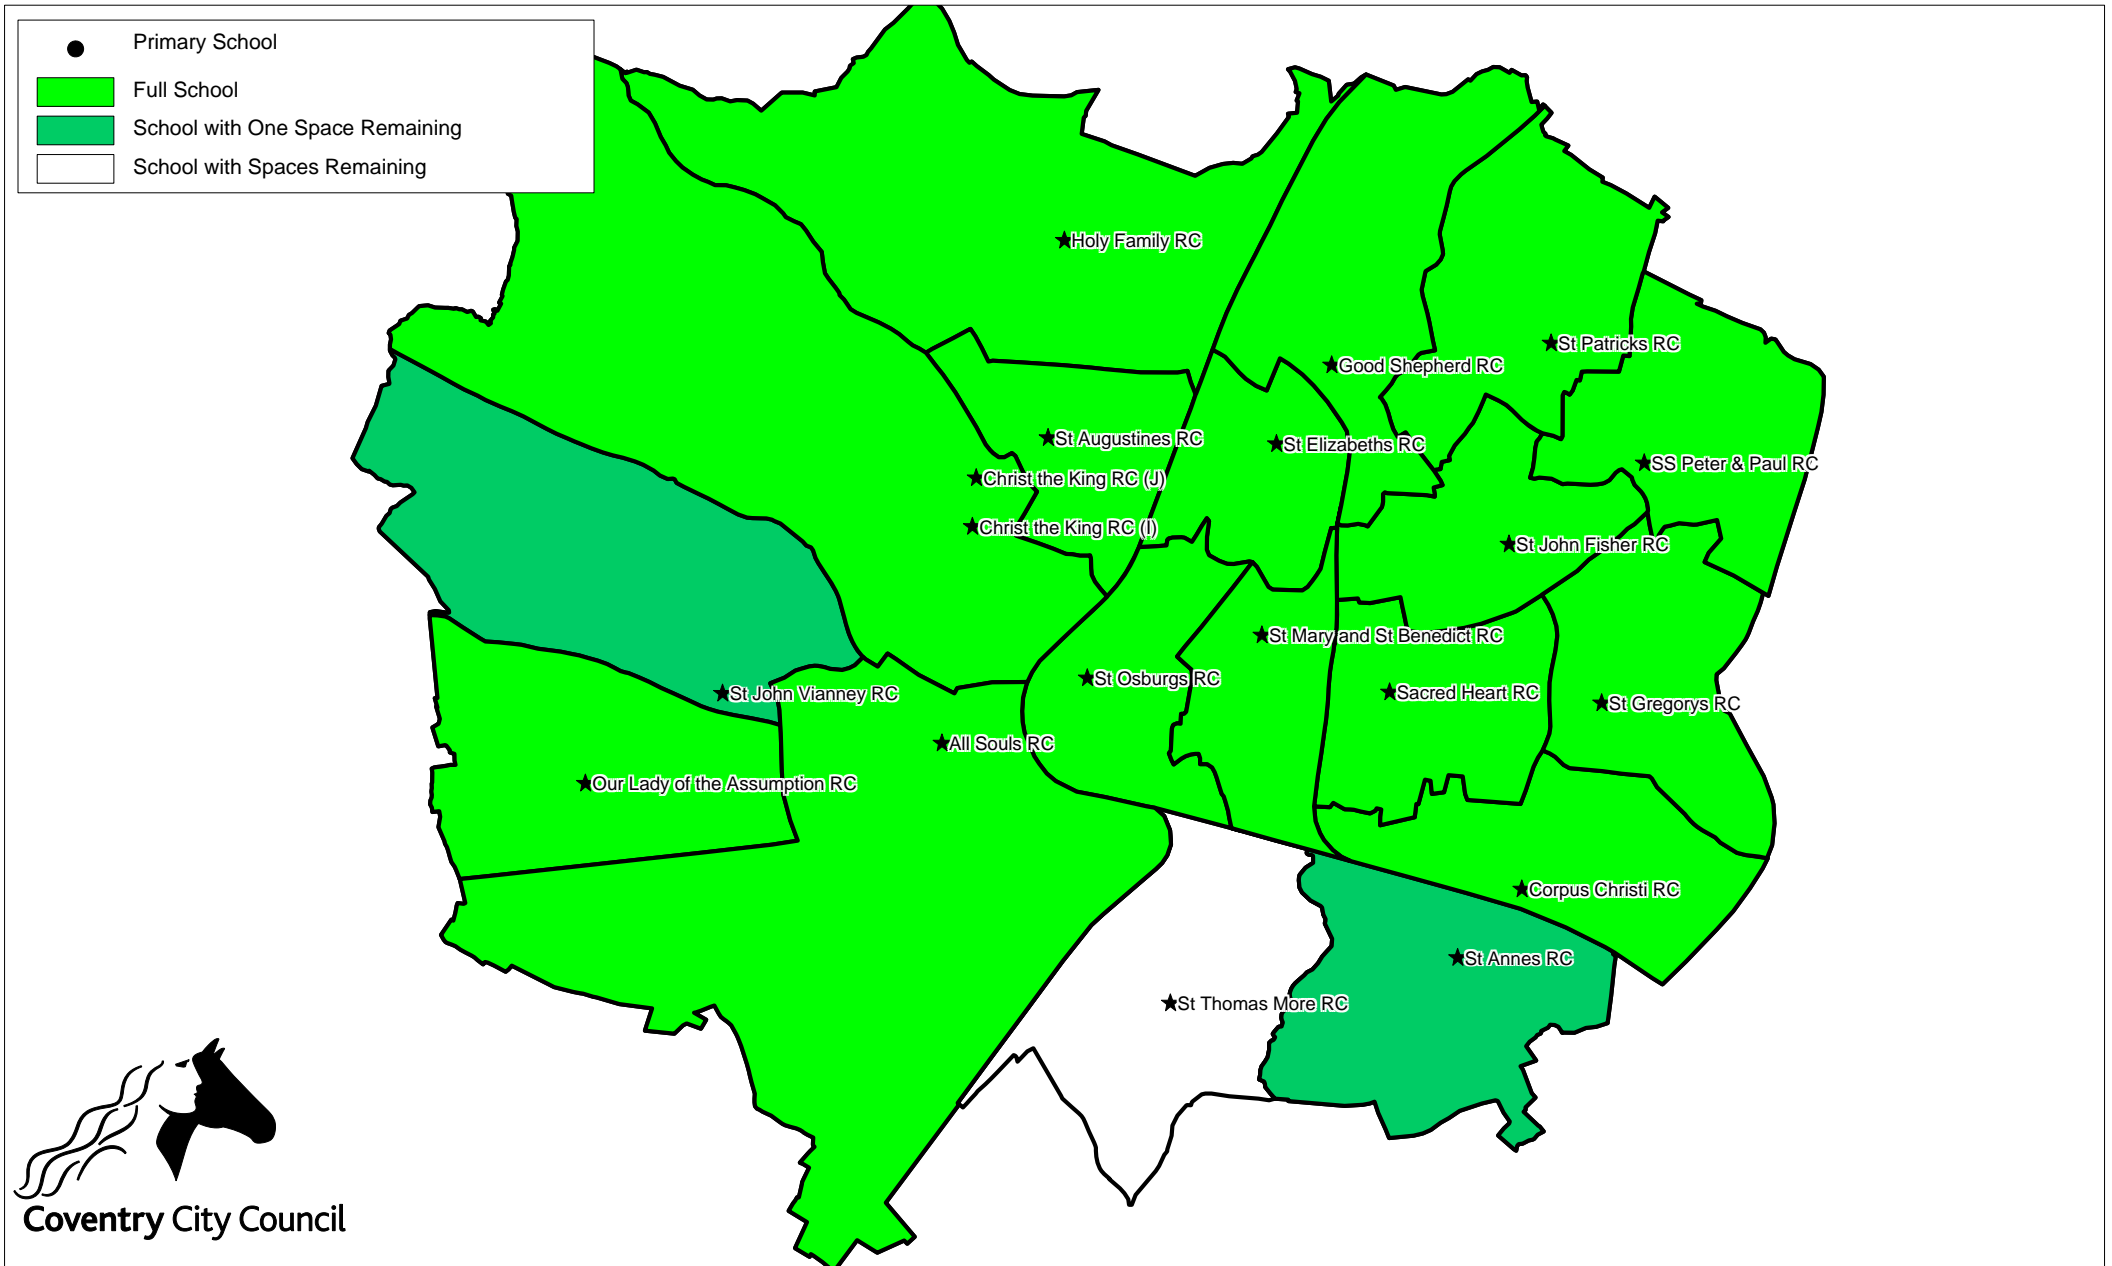 Primary School
Full School
School with One Space Remaining
School with Spaces Remaining
Holy Family RC
St Patricks RC
Good Shepherd RC
St Augustines RC
St Elizabeths RC
SS Peter & Paul RC
Christ the King RC (J)
Christ the King RC (I)
St John Fisher RC
St Mary and St Benedict RC
St Osburgs RC
Sacred Heart RC
St John Vianney RC
St Gregorys RC
All Souls RC
Our Lady of the Assumption RC
Corpus Christi RC
St Annes RC
St Thomas More RC
Coventry City Council